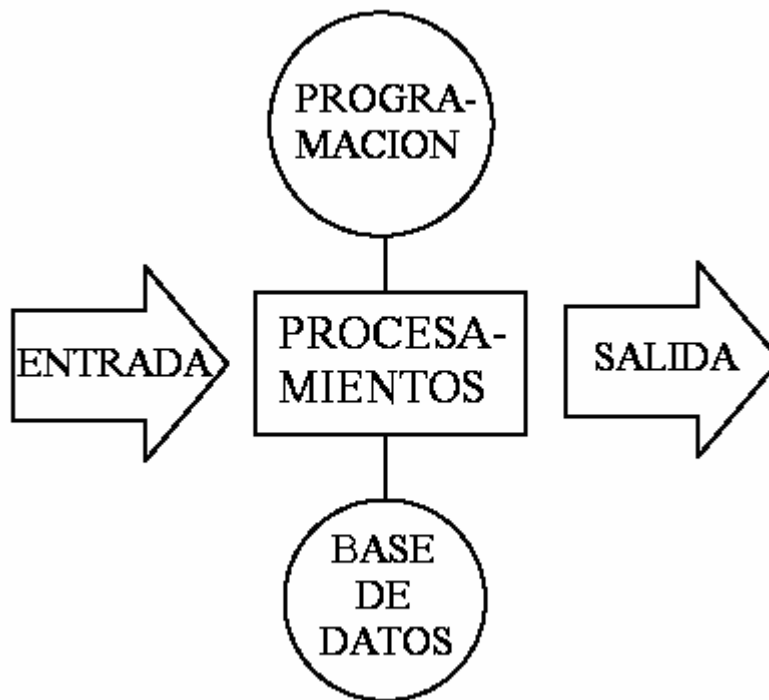 PROGRA-
MACION
ENTRADA
PROCESA-
MIENTOS
SALIDA
BASE
DE
DATOS